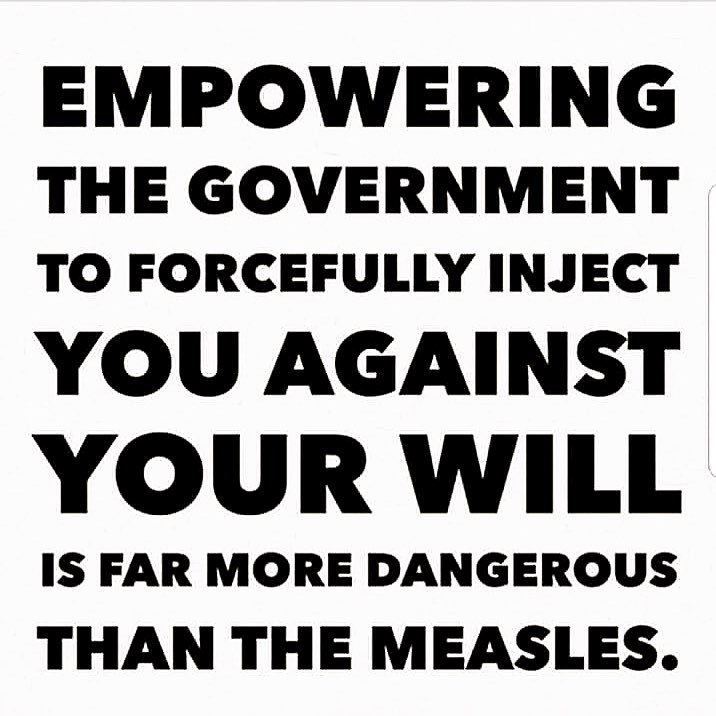 EMPOWERING
THE GOVERNMENT
TO FORCEFULLY INJECT
YOU AGAINST
YOUR WILL
IS FAR MORE DANGEROUS
THAN THE MEASLES.